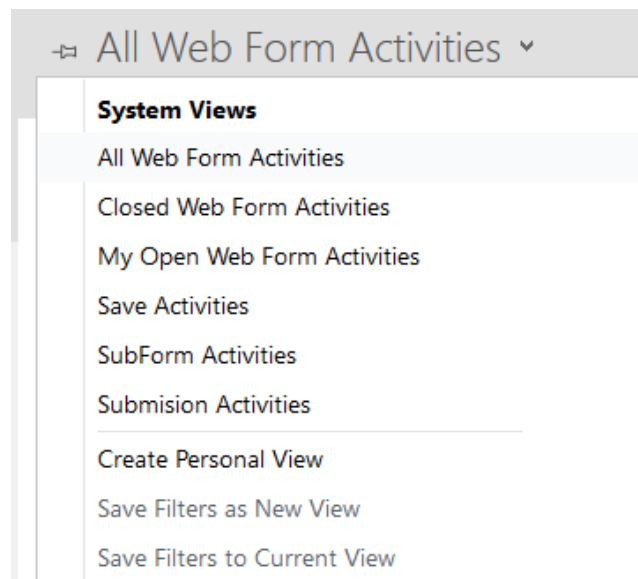 All Web Form Activities
System Views
All Web Form Activities
Closed Web Form Activities
My Open Web Form Activities
Save Activities
SubForm Activities
Submision Activities
Create Personal View
Save Filters as New View
Save Filters to Current View